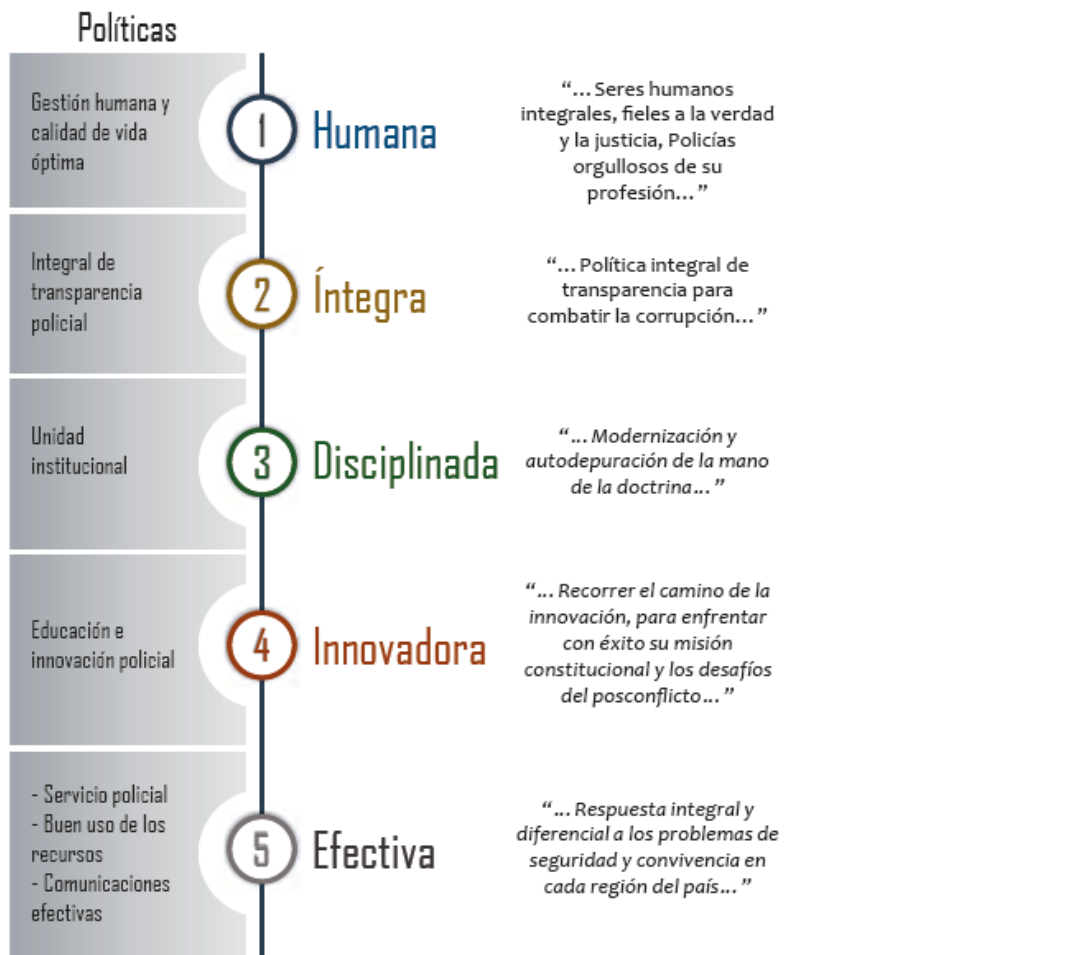 Políticas
Gestión humana y
calidad de vida
óptima
1
Humana
"... Seres humanos
integrales, fieles a la verdad
y la justicia, Policías
orgullosos de su
profesión..."
Integral de
transparencia
policial
2
Íntegra
"... Política integral de
transparencia para
combatir la corrupción..."
Unidad
institucional
3
Disciplinada
"... Modernización y
autodepuración de la mano
de la doctrina..."
Educación e
innovación policial
4
Innovadora
"... Recorrer el camino de la
innovación, para enfrentar
con éxito su misión
constitucional y los desafíos
del posconflicto..."
- Servicio policial
- Buen uso de los
recursos
- Comunicaciones
efectivas
5
Efectiva
"... Respuesta integral y
diferencial a los problemas de
seguridad y convivencia en
cada región del país..."